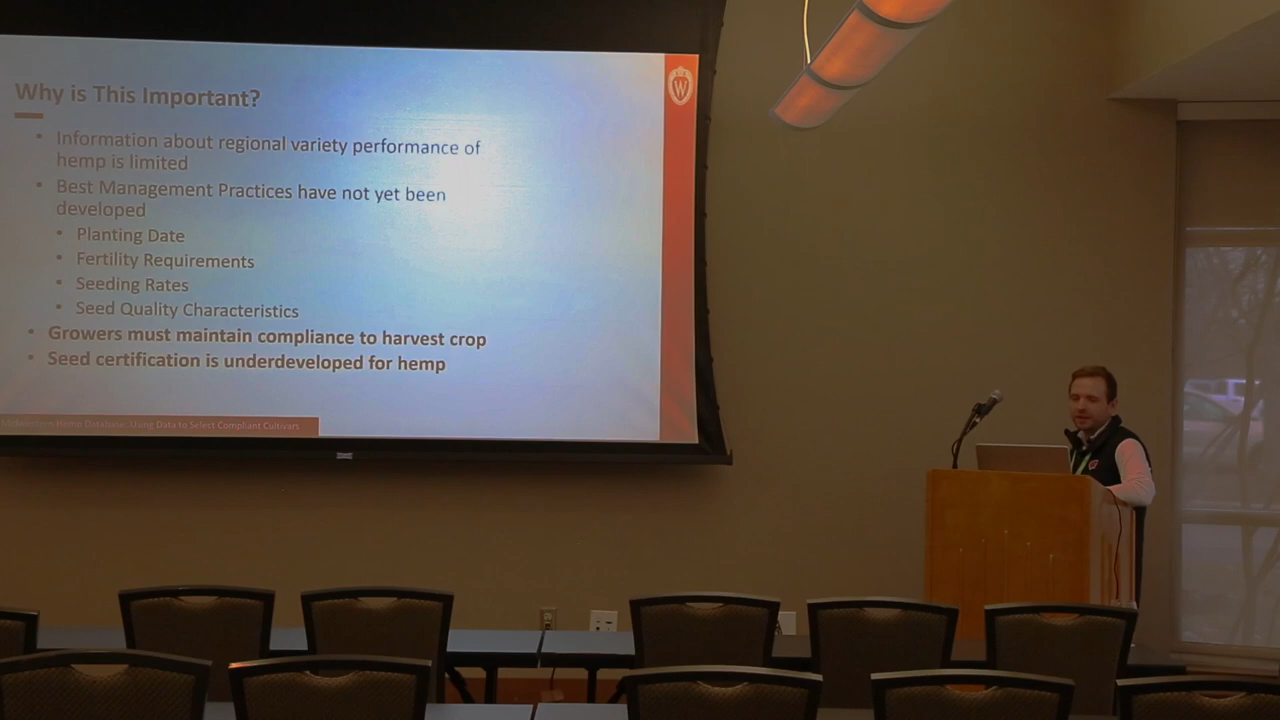 Why is This Important?
• Information about regional variety performance of
hemp is limited
• Best Management Practices have not yet been
developed
• Planting Date
• Fertility Requirements
• Seeding Rates
• Seed Quality Characteristics
• Growers must maintain compliance to harvest crop
• Seed certification is underdeveloped for hemp
Midwestern Hemp Database: Using Data to Select Compliant Cultivars
W